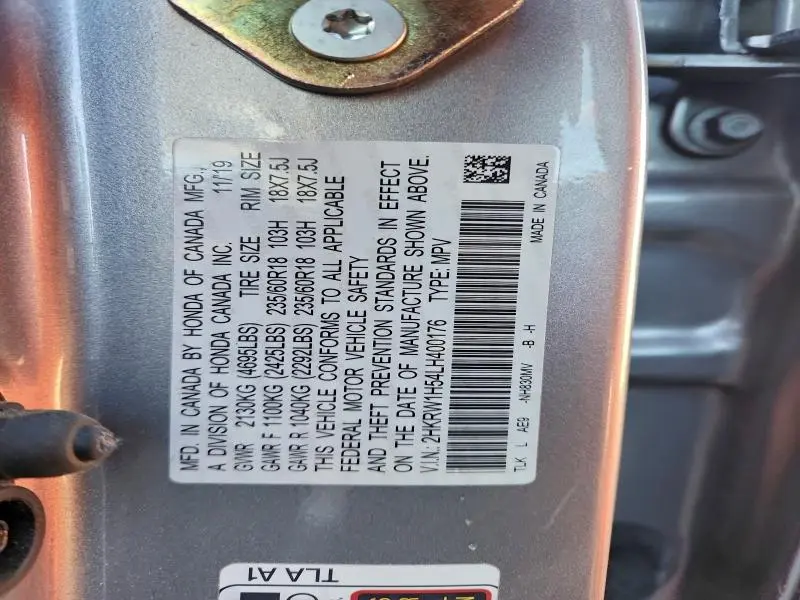 MFD. IN CANADA BY HONDA OF CANADA MFG.,
A DIVISION OF HONDA CANADA INC. 11/19
GVWR 2130KG (4695LBS) TIRE SIZE RIM SIZE
GAWR F 1100KG (2425LBS) 235/60R18 103H 18X7.5J
GAWR R 1040KG (2292LBS) 235/60R18 103H 18X7.5J
THIS VEHICLE CONFORMS TO ALL APPLICABLE
FEDERAL MOTOR VEHICLE SAFETY
AND THEFT PREVENTION STANDARDS IN EFFECT
ON THE DATE OF MANUFACTURE SHOWN ABOVE.
V.I.N.: 2HKRW1H54LH400176 TYPE: MPV
TLK L AE9 -NH830MV -B -H MADE IN CANADA
TLA A1